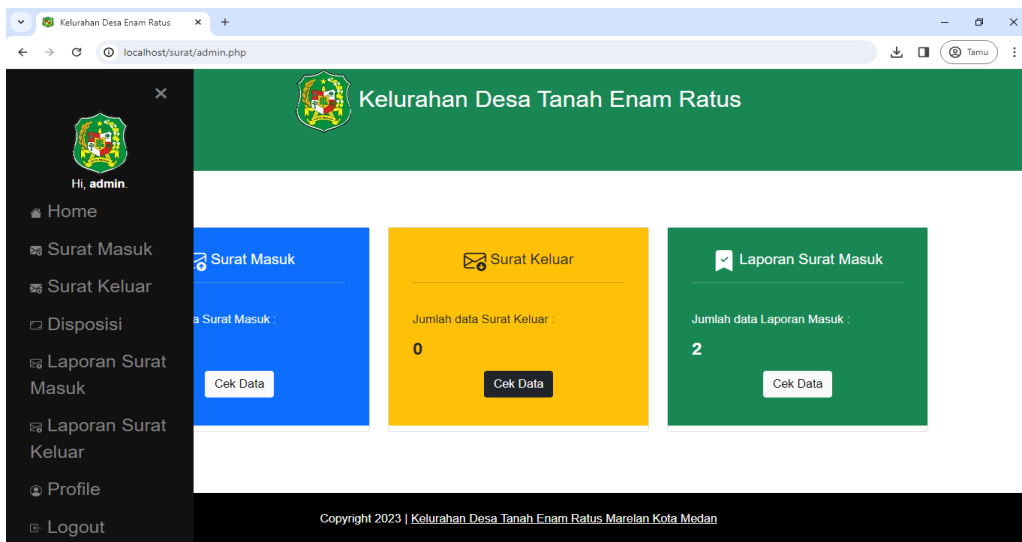 Kelurahan Desa Enam Ratus
localhost/surat/admin.php
Tamu
Kelurahan Desa Tanah Enam Ratus
Hi, admin.
Home
Surat Masuk
Surat Keluar
Disposisi
Laporan Surat
Masuk
Laporan Surat
Keluar
Profile
Logout
Surat Masuk
a Surat Masuk :
Cek Data
Surat Keluar
Jumlah data Surat Keluar :
0
Cek Data
Laporan Surat Masuk
Jumlah data Laporan Masuk :
2
Cek Data
Copyright 2023 | Kelurahan Desa Tanah Enam Ratus Marelan Kota Medan